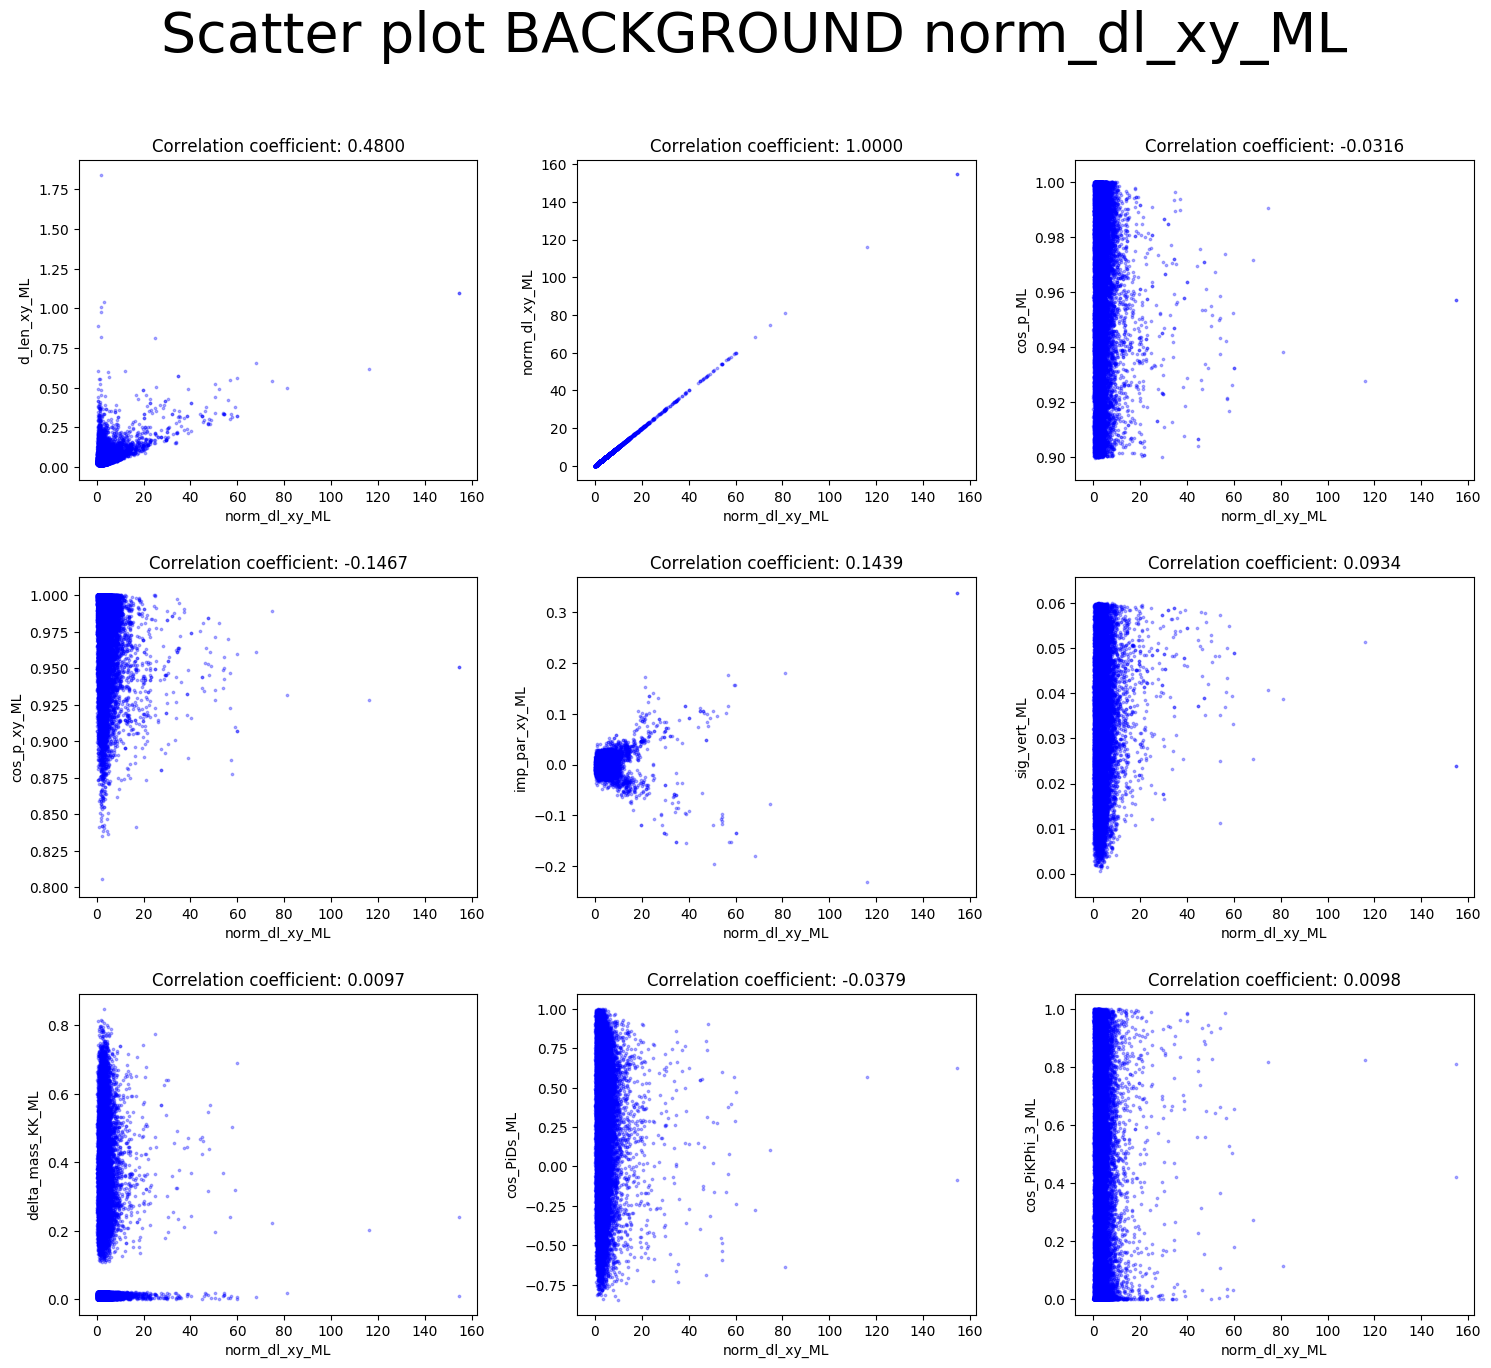 Scatter plot BACKGROUND norm_dl_xy_ML
Correlation coefficient: 0.4800
d_len_xy_ML
1.75
1.50
1.25
1.00
0.75
0.50
0.25
0.00
0 20 40 60 80 100 120 140 160
norm_dl_xy_ML
Correlation coefficient: 1.0000
norm_dl_xy_ML
160
140
120
100
80
60
40
20
0
0 20 40 60 80 100 120 140 160
norm_dl_xy_ML
Correlation coefficient: -0.0316
cos_p_ML
1.00
0.98
0.96
0.94
0.92
0.90
0 20 40 60 80 100 120 140 160
norm_dl_xy_ML
Correlation coefficient: -0.1467
cos_p_xy_ML
1.000
0.975
0.950
0.925
0.900
0.875
0.850
0.825
0.800
0 20 40 60 80 100 120 140 160
norm_dl_xy_ML
Correlation coefficient: 0.1439
imp_par_xy_ML
0.3
0.2
0.1
0.0
−0.1
−0.2
0 20 40 60 80 100 120 140 160
norm_dl_xy_ML
Correlation coefficient: 0.0934
sig_vert_ML
0.06
0.05
0.04
0.03
0.02
0.01
0.00
0 20 40 60 80 100 120 140 160
norm_dl_xy_ML
Correlation coefficient: 0.0097
delta_mass_KK_ML
0.8
0.6
0.4
0.2
0.0
0 20 40 60 80 100 120 140 160
norm_dl_xy_ML
Correlation coefficient: -0.0379
cos_PiDs_ML
1.00
0.75
0.50
0.25
0.00
−0.25
−0.50
−0.75
0 20 40 60 80 100 120 140 160
norm_dl_xy_ML
Correlation coefficient: 0.0098
cos_PiKPhi_3_ML
1.0
0.8
0.6
0.4
0.2
0.0
0 20 40 60 80 100 120 140 160
norm_dl_xy_ML